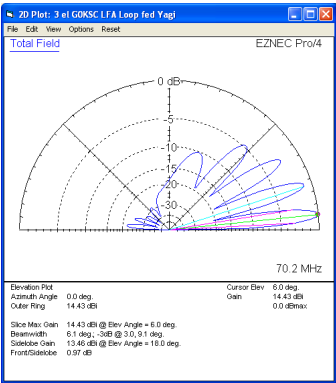 2D Plot: 3 el G0KSC LFA Loop fed Yagi
File Edit View Options Reset
Total Field
EZNEC Pro/4
0 dB
-5
-10
-15
-20
-30
70.2 MHz
Elevation Plot
Azimuth Angle 0.0 deg.
Outer Ring 14.43 dBi
Cursor Elev 6.0 deg.
Gain 14.43 dBi
0.0 dBmax
Slice Max Gain 14.43 dBi @ Elev Angle = 6.0 deg.
Beamwidth 6.1 deg.; -3dB @ 3.0, 9.1 deg.
Sidelobe Gain 13.46 dBi @ Elev Angle = 18.0 deg.
Front/Sidelobe 0.97 dB